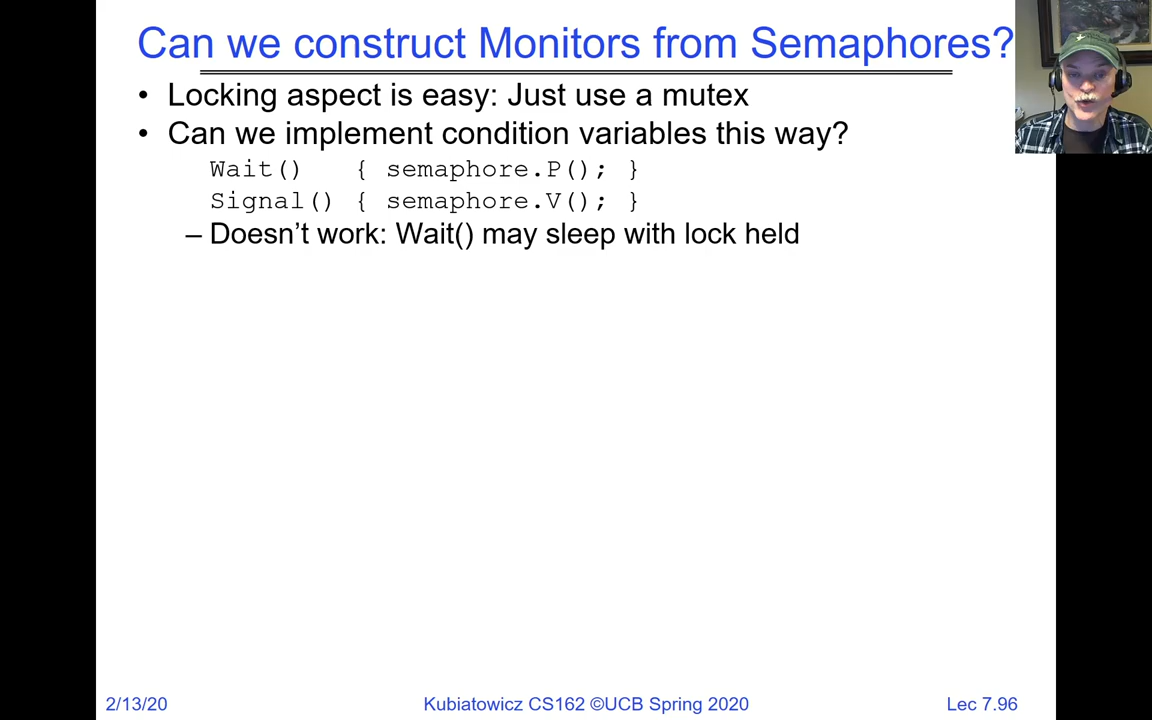 Can we construct Monitors from Semaphores?
• Locking aspect is easy: Just use a mutex
• Can we implement condition variables this way?
Wait() { semaphore.P(); }
Signal() { semaphore.V(); }
– Doesn't work: Wait() may sleep with lock held
2/13/20 Kubiatowicz CS162 ©UCB Spring 2020 Lec 7.96